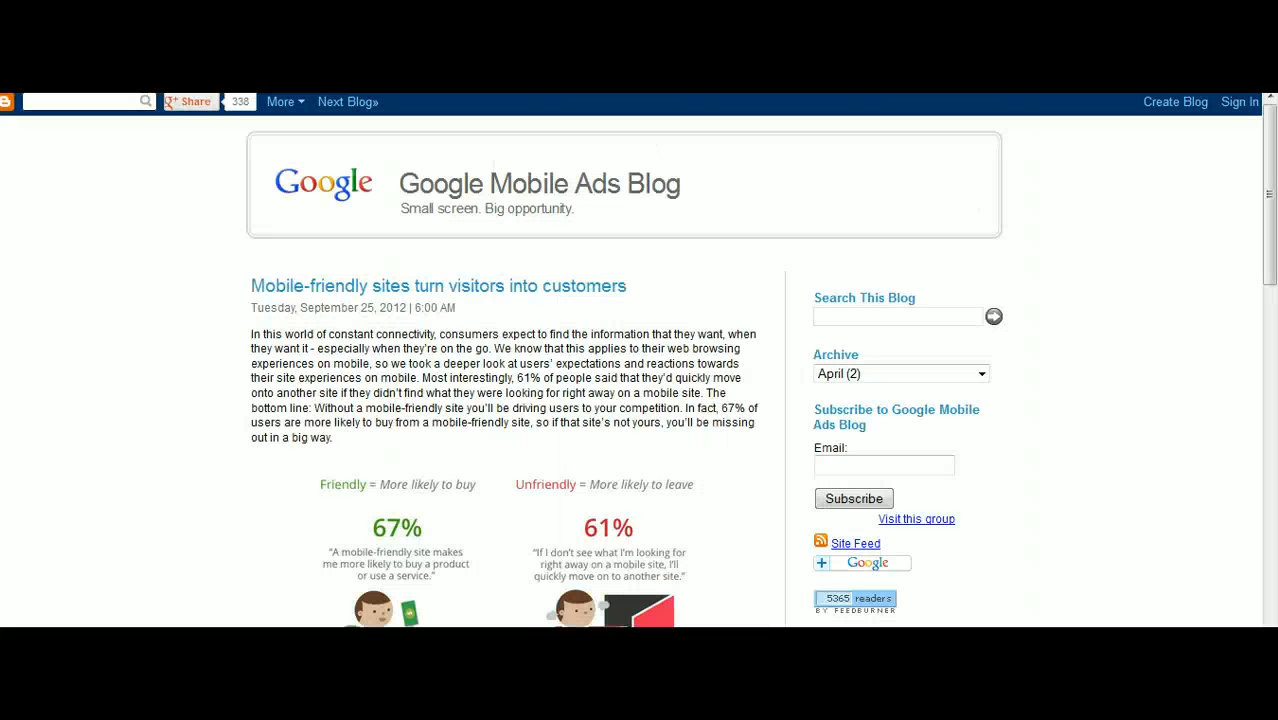 g+ Share 338 More Next Blog» Create Blog Sign In
Google
Google Mobile Ads Blog
Small screen. Big opportunity.
Mobile-friendly sites turn visitors into customers
Tuesday, September 25, 2012 | 6:00 AM
In this world of constant connectivity, consumers expect to find the information that they want, when
they want it - especially when they're on the go. We know that this applies to their web browsing
experiences on mobile, so we took a deeper look at users' expectations and reactions towards
their site experiences on mobile. Most interestingly, 61% of people said that they'd quickly move
onto another site if they didn't find what they were looking for right away on a mobile site. The
bottom line: Without a mobile-friendly site you'll be driving users to your competition. In fact, 67% of
users are more likely to buy from a mobile-friendly site, so if that site's not yours, you'll be missing
out in a big way.
Friendly = More likely to buy
67%
"A mobile-friendly site makes
me more likely to buy a product
or use a service."
Unfriendly = More likely to leave
61%
"If I don't see what I'm looking for
right away on a mobile site, I'll
quickly move on to another site."
Search This Blog
Archive
April (2)
Subscribe to Google Mobile
Ads Blog
Email:
Subscribe
Visit this group
Site Feed
+ Google
5365 readers
BY FEEDBURNER